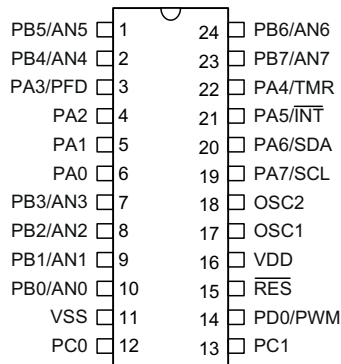 PB5/AN5 1 24 PB6/AN6
PB4/AN4 2 23 PB7/AN7
PA3/PFD 3 22 PA4/TMR
PA2 4 21 PA5/INT
PA1 5 20 PA6/SDA
PA0 6 19 PA7/SCL
PB3/AN3 7 18 OSC2
PB2/AN2 8 17 OSC1
PB1/AN1 9 16 VDD
PB0/AN0 10 15 RES
VSS 11 14 PD0/PWM
PC0 12 13 PC1